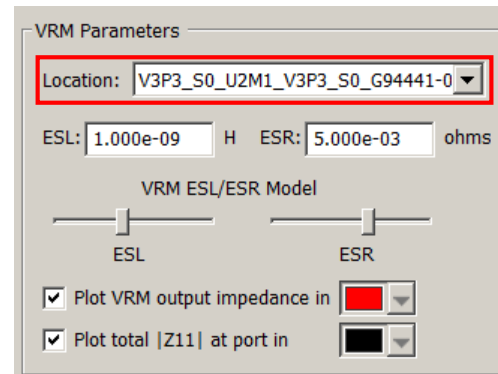 VRM Parameters
Location: V3P3_S0_U2M1_V3P3_S0_G94441-0
ESL: 1.000e-09 H ESR: 5.000e-03 ohms
VRM ESL/ESR Model
ESL ESR
Plot VRM output impedance in
Plot total |Z11| at port in